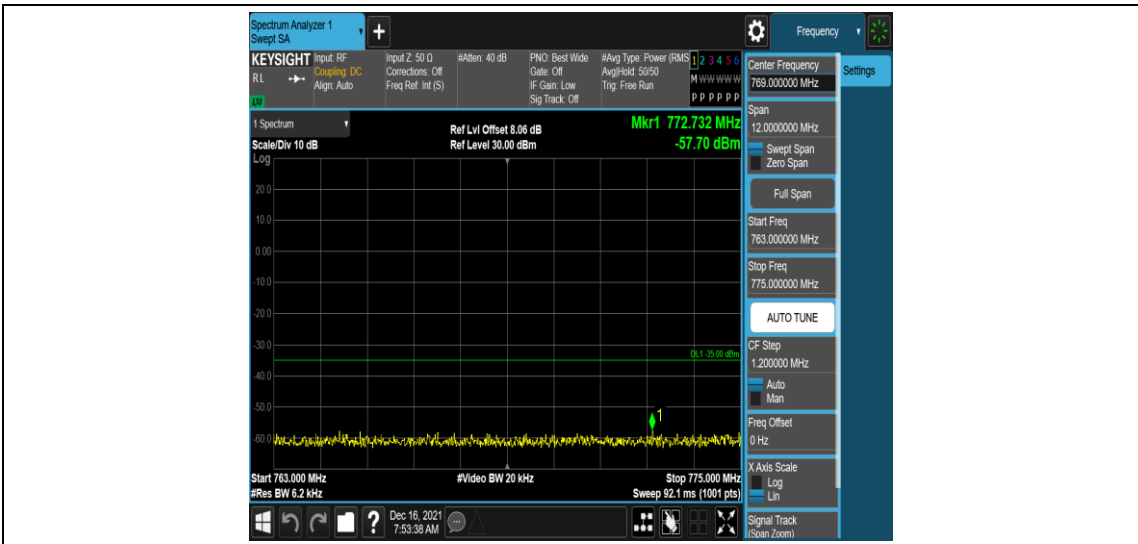 Spectrum Analyzer 1
Swept SA
+
Frequency
KEYSIGHT
RL
LXI
Input: RF
Coupling: DC
Align: Auto
Input Z: 50 Ω
Corrections: Off
Freq Ref: Int (S)
#Atten: 40 dB
PNO: Best Wide
Gate: Off
IF Gain: Low
Sig Track: Off
#Avg Type: Power (RMS
Avg|Hold: 50/50
Trig: Free Run
1 2 3 4 5 6
M W W W W W
P P P P P P
1 Spectrum
Scale/Div 10 dB
Log
Ref Lvl Offset 8.06 dB
Ref Level 30.00 dBm
Mkr1 772.732 MHz
-57.70 dBm
20.0
10.0
0.00
-10.0
-20.0
-30.0
DL1 -35.00 dBm
-40.0
-50.0
1
-60.0
Start 763.000 MHz
#Res BW 6.2 kHz
#Video BW 20 kHz
Stop 775.000 MHz
Sweep 92.1 ms (1001 pts)
?
Dec 16, 2021
7:53:38 AM
Center Frequency
769.000000 MHz
Settings
Span
12.0000000 MHz
Swept Span
Zero Span
Full Span
Start Freq
763.000000 MHz
Stop Freq
775.000000 MHz
AUTO TUNE
CF Step
1.200000 MHz
Auto
Man
Freq Offset
0 Hz
X Axis Scale
Log
Lin
Signal Track
(Span Zoom)